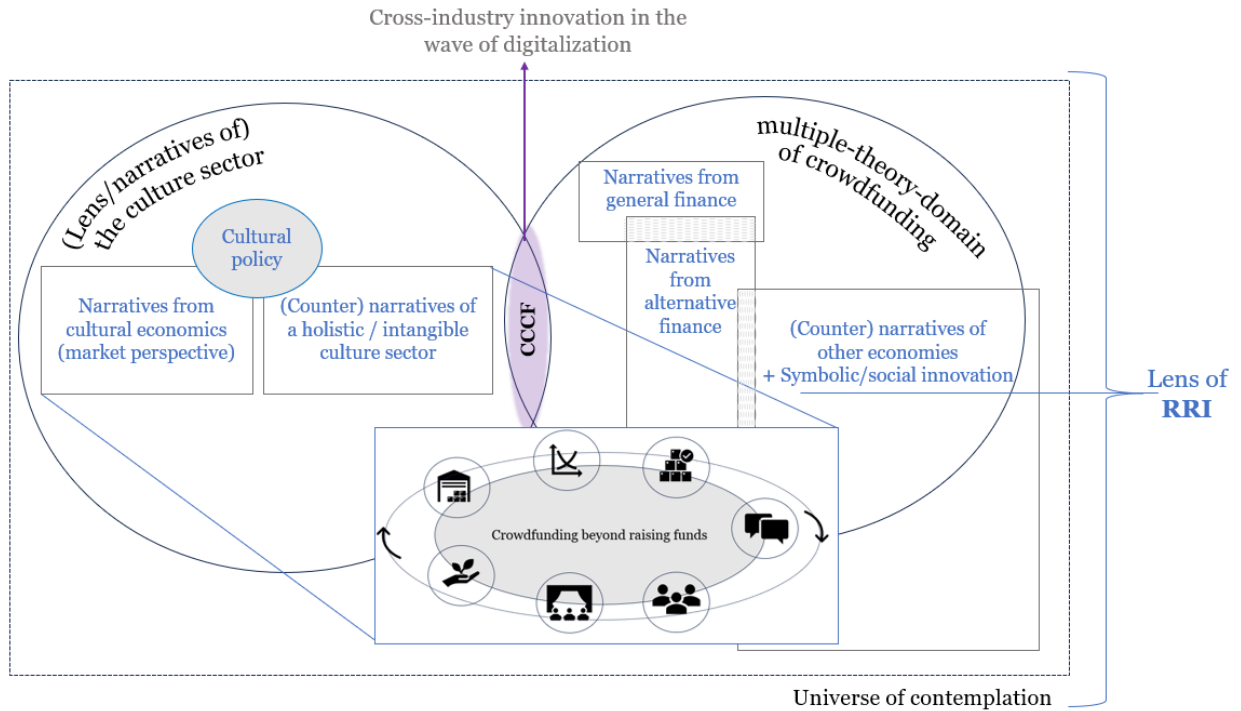 Cross-industry innovation in the
wave of digitalization
(Lens/narratives of)
the culture sector
multiple-theory-domain
of crowdfunding
Cultural
policy
Narratives from
cultural economics
(market perspective)
(Counter) narratives of
a holistic / intangible
culture sector
CCCF
Narratives from
general finance
Narratives
from
alternative
finance
(Counter) narratives of
other economies
+ Symbolic/social innovation
Lens of
RRI
Crowdfunding beyond raising funds
Universe of contemplation